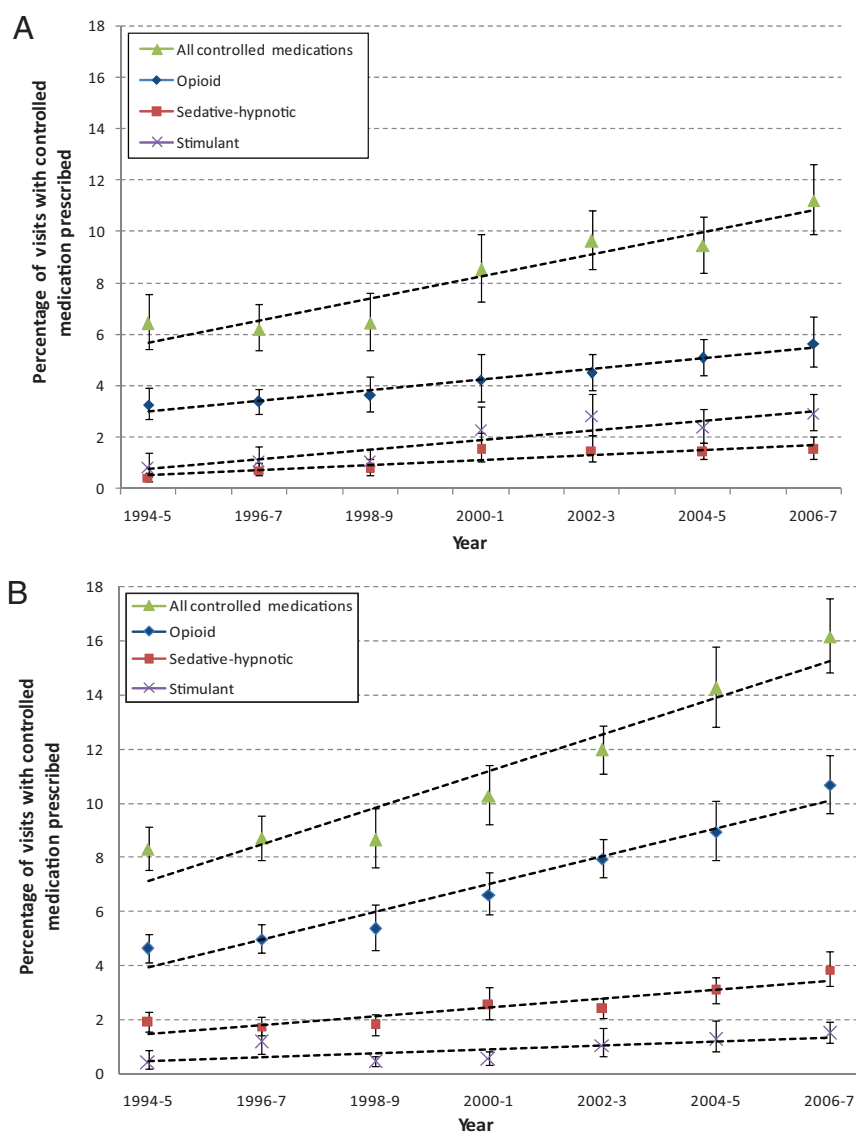 A
18
16
14
12
10
8
6
4
2
0
Percentage of visits with controlled
medication prescribed
All controlled medications
Opioid
Sedative-hypnotic
Stimulant
1994-5 1996-7 1998-9 2000-1 2002-3 2004-5 2006-7
Year
B
18
16
14
12
10
8
6
4
2
0
Percentage of visits with controlled
medication prescribed
All controlled medications
Opioid
Sedative-hypnotic
Stimulant
1994-5 1996-7 1998-9 2000-1 2002-3 2004-5 2006-7
Year